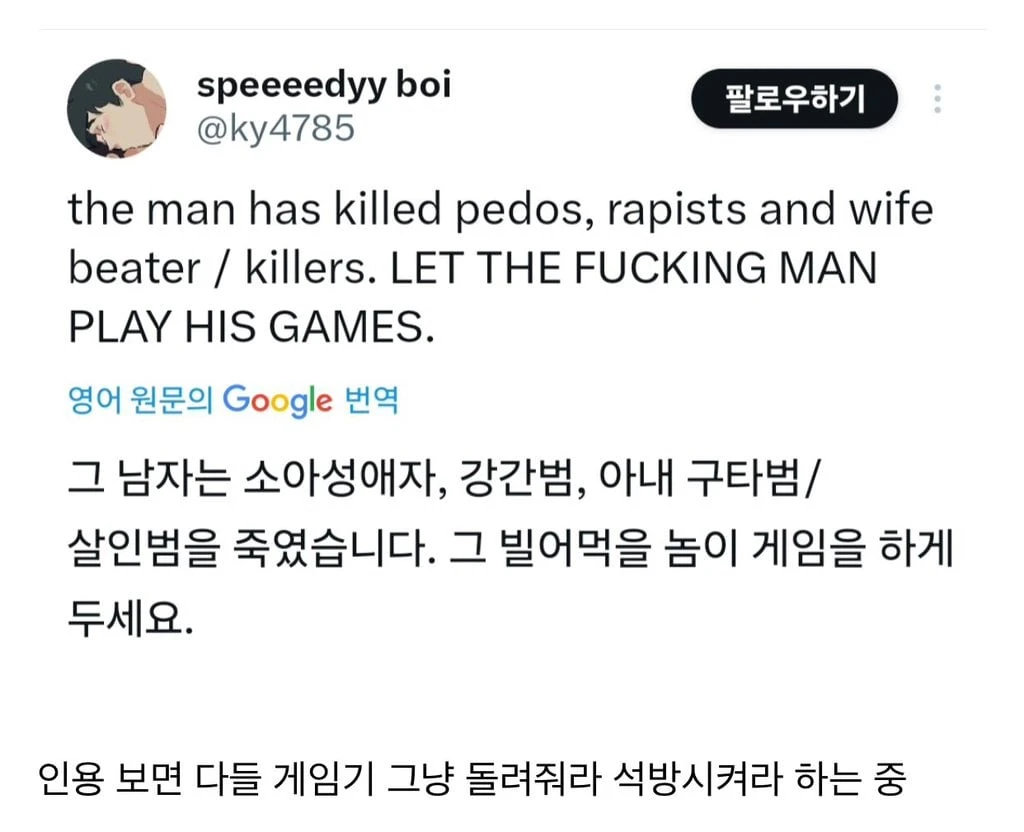 speeeedyy boi
팔로우하기
@ky4785
the man has killed pedos, rapists and wife
beater / killers. LET THE FUCKING MAN
PLAY HIS GAMES.
영어 원문의 Google 번역
그 남자는 소아성애자, 강간범, 아내 구타범/
살인범을 죽였습니다. 그 빌어먹을 놈이 게임을 하게
두세요.
인용 보면 다들 게임기 그냥 돌려줘라 석방시켜라 하는 중